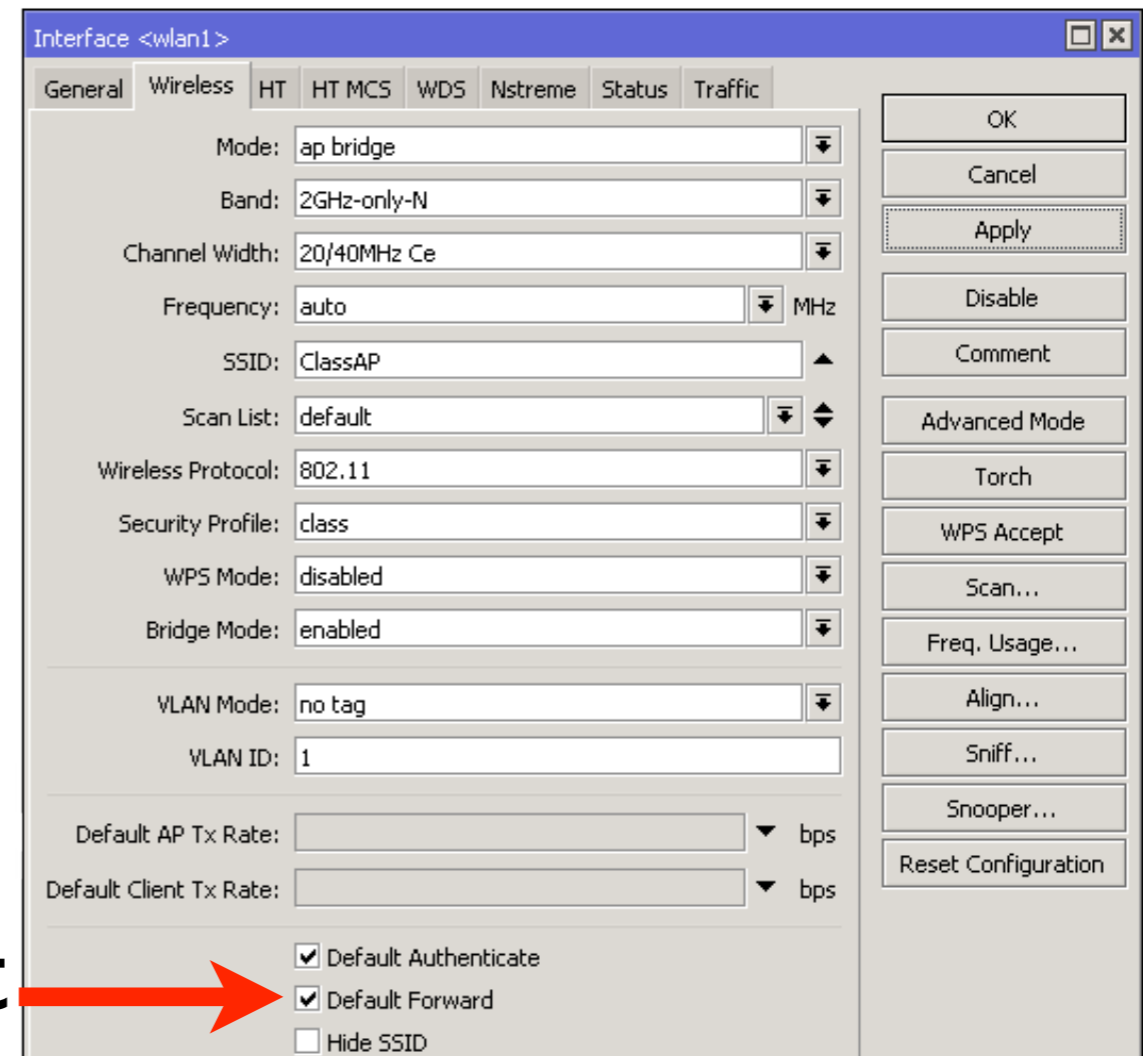 Interface <wlan1>
General Wireless HT HT MCS WDS Nstreme Status Traffic
Mode: ap bridge
Band: 2GHz-only-N
Channel Width: 20/40MHz Ce
Frequency: auto MHz
SSID: ClassAP
Scan List: default
Wireless Protocol: 802.11
Security Profile: class
WPS Mode: disabled
Bridge Mode: enabled
VLAN Mode: no tag
VLAN ID: 1
Default AP Tx Rate: bps
Default Client Tx Rate: bps
Default Authenticate
Default Forward
Hide SSID
OK
Cancel
Apply
Disable
Comment
Advanced Mode
Torch
WPS Accept
Scan...
Freq. Usage...
Align...
Sniff...
Snooper...
Reset Configuration